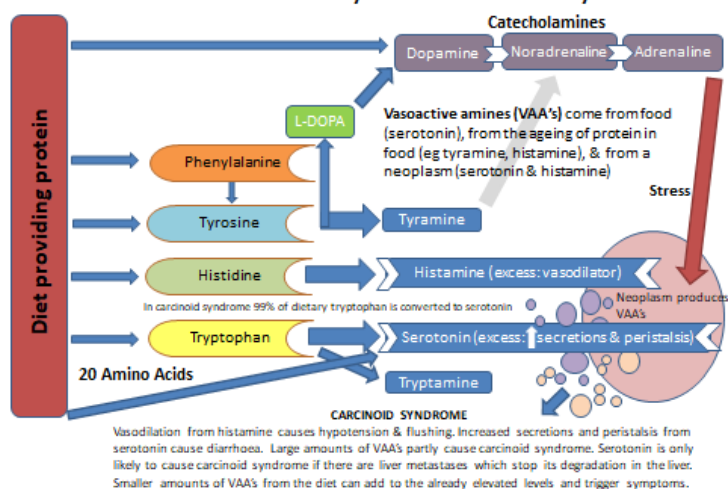 Catecholamines
Dopamine
Noradrenaline
Adrenaline
L-DOPA
Vasoactive amines (VAA's) come from food
(serotonin), from the ageing of protein in
food (eg tyramine, histamine), & from a
neoplasm (serotonin & histamine)
Diet providing protein
Phenylalanine
Stress
Tyrosine
Tyramine
Histidine
Histamine (excess: vasodilator)
Neoplasm produces
VAA's
In carcinoid syndrome 99% of dietary tryptophan is converted to serotonin
Tryptophan
Serotonin (excess: secretions & peristalsis)
20 Amino Acids
Tryptamine
CARCINOID SYNDROME
Vasodilation from histamine causes hypotension & flushing. Increased secretions and peristalsis from
serotonin cause diarrhoea. Large amounts of VAA's partly cause carcinoid syndrome. Serotonin is only
likely to cause carcinoid syndrome if there are liver metastases which stop its degradation in the liver.
Smaller amounts of VAA's from the diet can add to the already elevated levels and trigger symptoms.